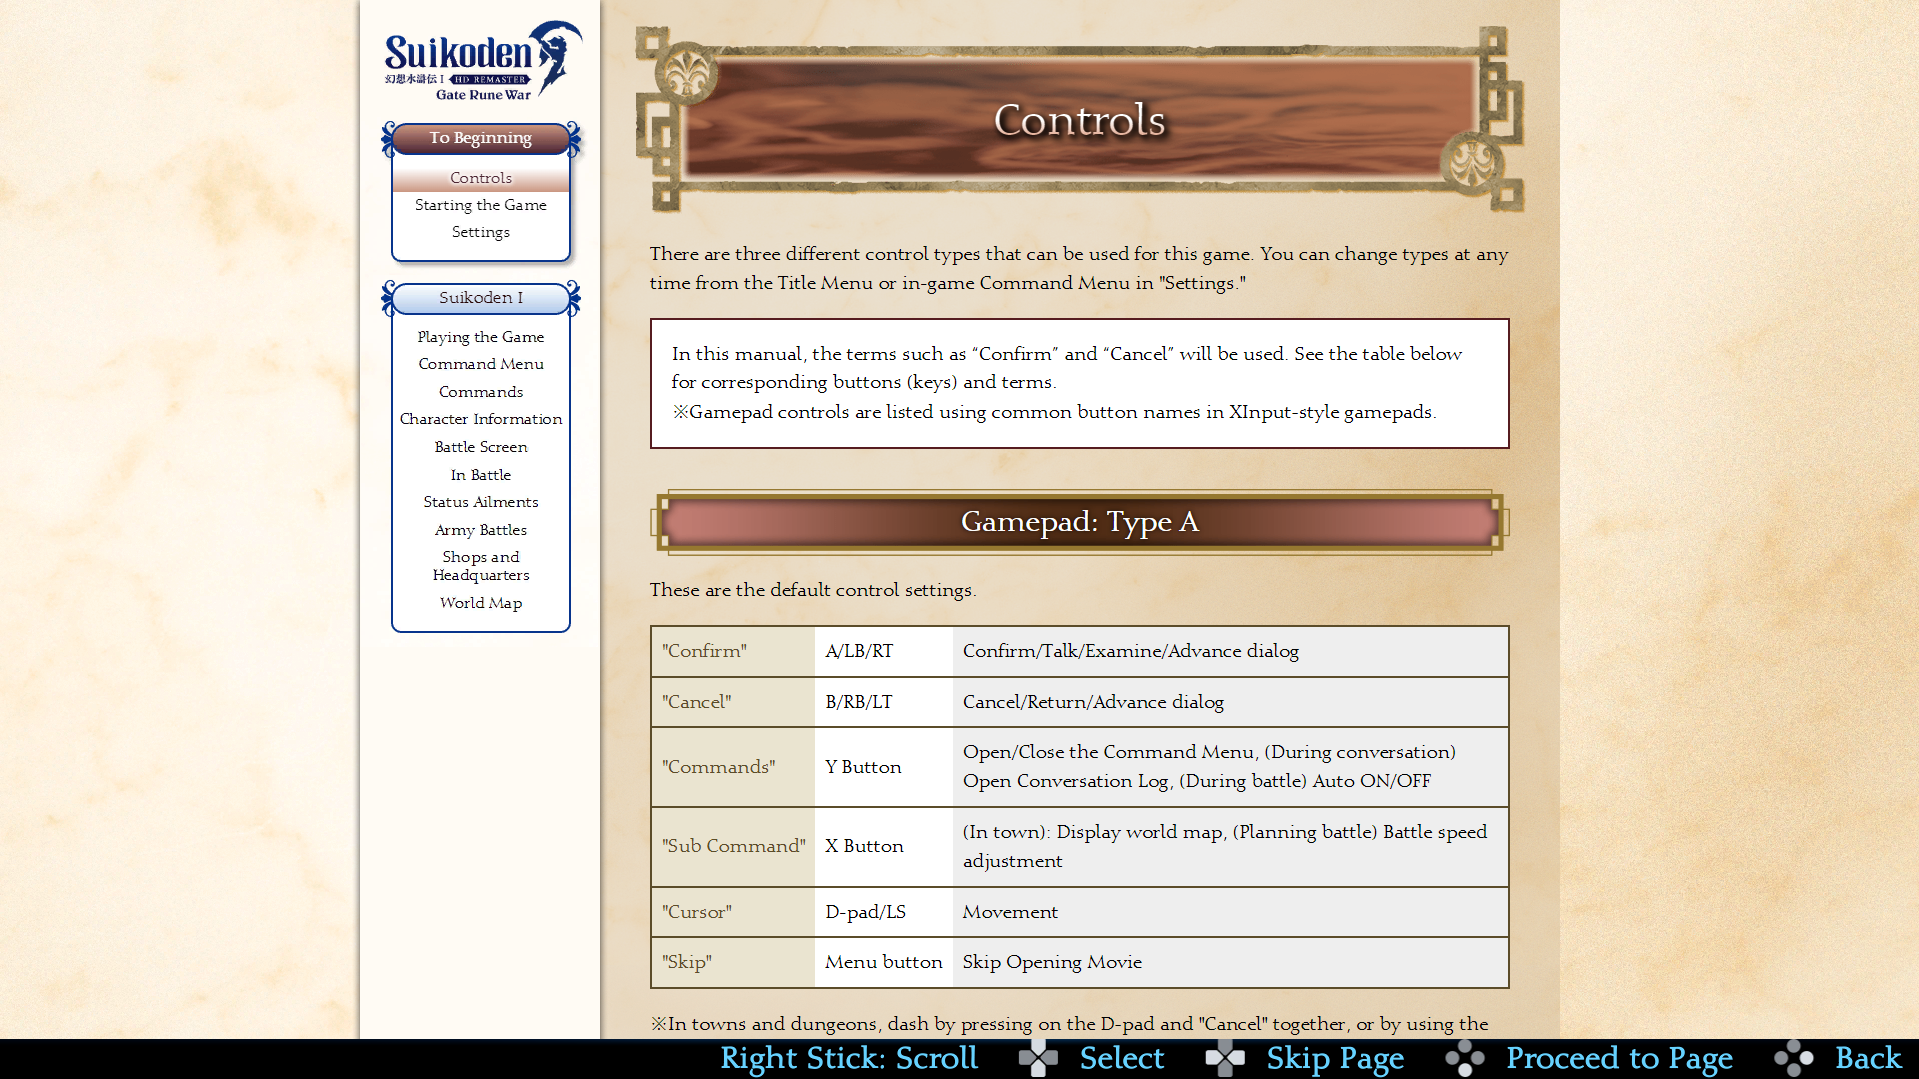 Suikoden
幻想水滸伝 I HD REMASTER
Gate Rune War
To Beginning
Controls
Starting the Game
Settings
Suikoden I
Playing the Game
Command Menu
Commands
Character Information
Battle Screen
In Battle
Status Ailments
Army Battles
Shops and
Headquarters
World Map
Controls
There are three different control types that can be used for this game. You can change types at any
time from the Title Menu or in-game Command Menu in "Settings."
In this manual, the terms such as “Confirm” and “Cancel” will be used. See the table below
for corresponding buttons (keys) and terms.
※Gamepad controls are listed using common button names in XInput-style gamepads.
Gamepad: Type A
These are the default control settings.
"Confirm" A/LB/RT Confirm/Talk/Examine/Advance dialog
"Cancel" B/RB/LT Cancel/Return/Advance dialog
"Commands" Y Button Open/Close the Command Menu, (During conversation)
Open Conversation Log, (During battle) Auto ON/OFF
"Sub Command" X Button (In town): Display world map, (Planning battle) Battle speed
adjustment
"Cursor" D-pad/LS Movement
"Skip" Menu button Skip Opening Movie
※In towns and dungeons, dash by pressing on the D-pad and "Cancel" together, or by using the
Right Stick: Scroll Select Skip Page Proceed to Page Back